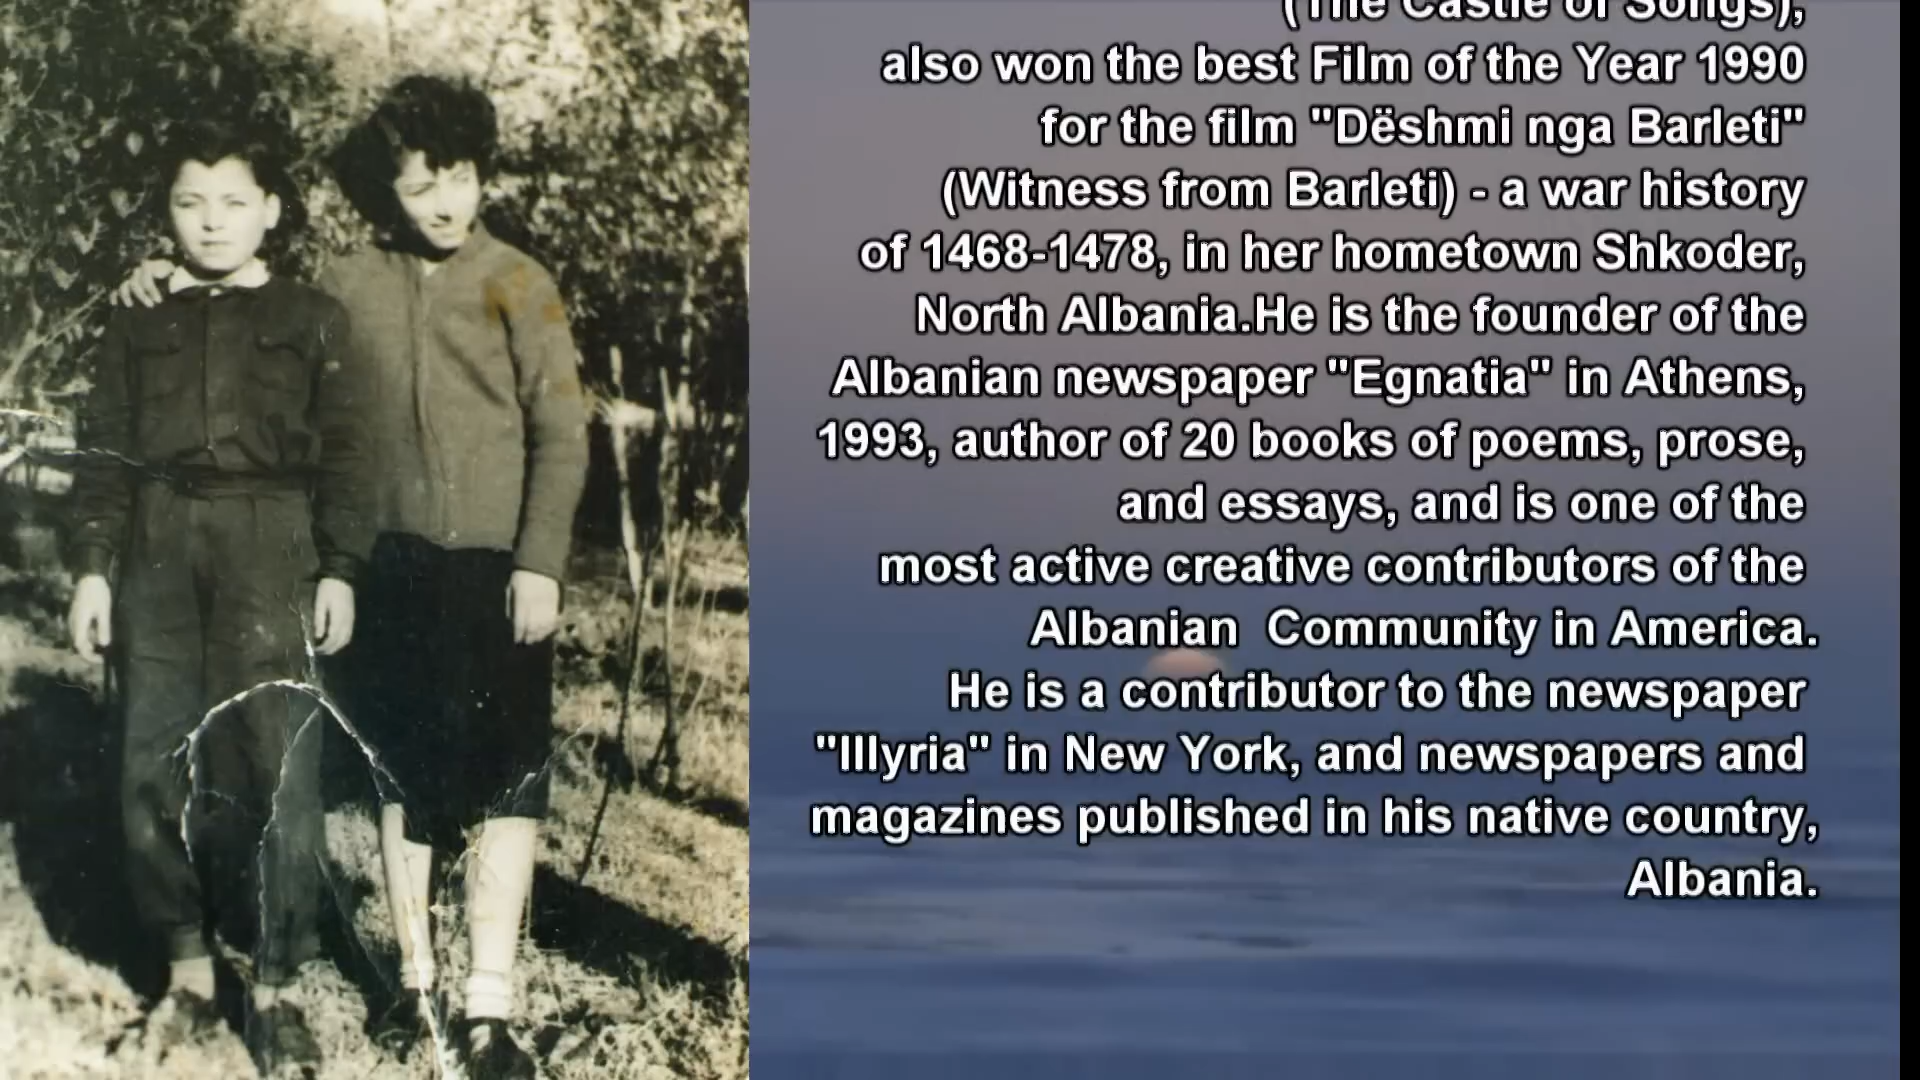 (The Castle of Songs),
also won the best Film of the Year 1990
for the film "Dëshmi nga Barleti"
(Witness from Barleti) - a war history
of 1468-1478, in her hometown Shkoder,
North Albania.He is the founder of the
Albanian newspaper "Egnatia" in Athens,
1993, author of 20 books of poems, prose,
and essays, and is one of the
most active creative contributors of the
Albanian  Community in America.
He is a contributor to the newspaper
"Illyria" in New York, and newspapers and
magazines published in his native country,
Albania.